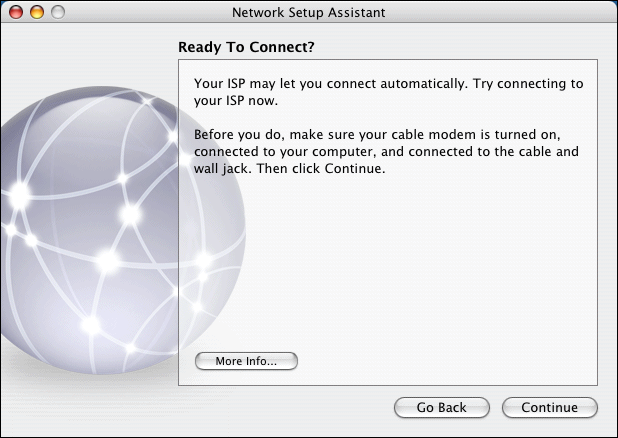 Network Setup Assistant
Ready To Connect?
Your ISP may let you connect automatically. Try connecting to
your ISP now.
Before you do, make sure your cable modem is turned on,
connected to your computer, and connected to the cable and
wall jack. Then click Continue.
More Info...
Go Back
Continue